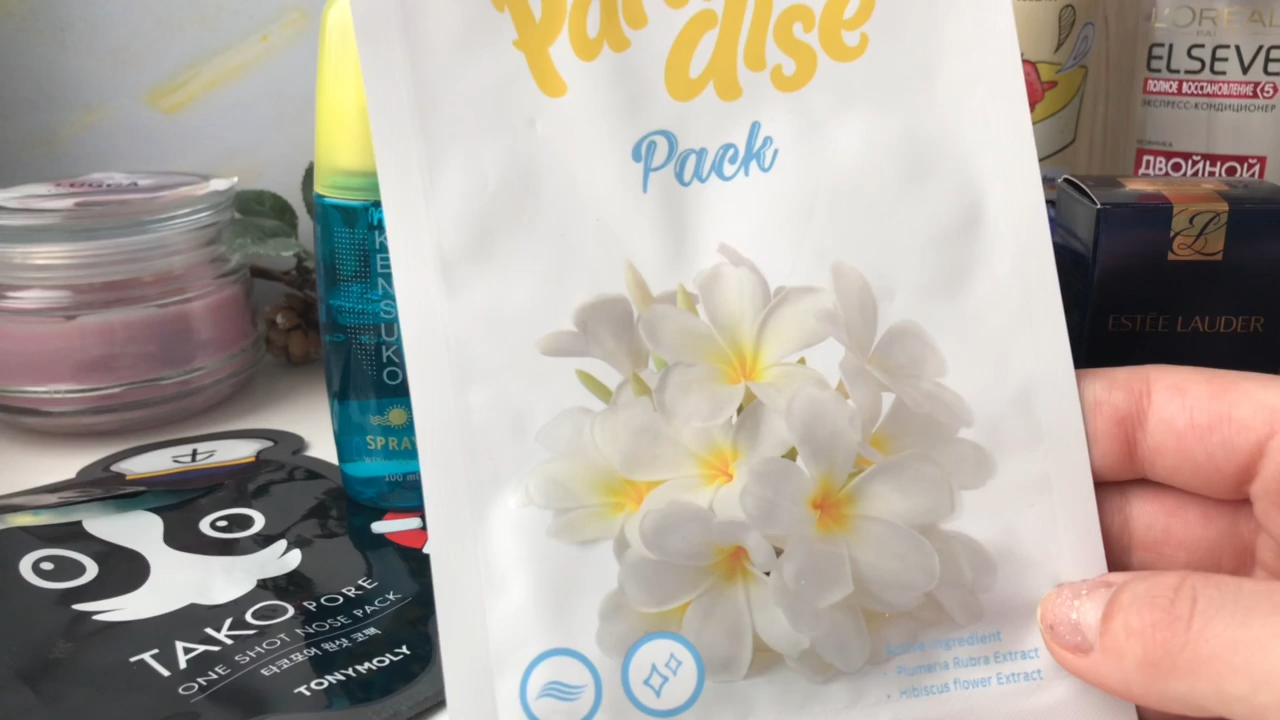 Paradise
Pack
Active ingredient
· Plumeria Rubra Extract
· Hibiscus flower Extract
KENSUKO
SPRAY
100 ml
TAKO PORE
ONE SHOT NOSE PACK
타코포어 원샷 코팩
TONYMOLY
L'OREAL
ELSEVE
ПОЛНОЕ ВОССТАНОВЛЕНИЕ 5
ЭКСПРЕСС-КОНДИЦИОНЕР
ДВОЙНОЙ
ESTĒE LAUDER